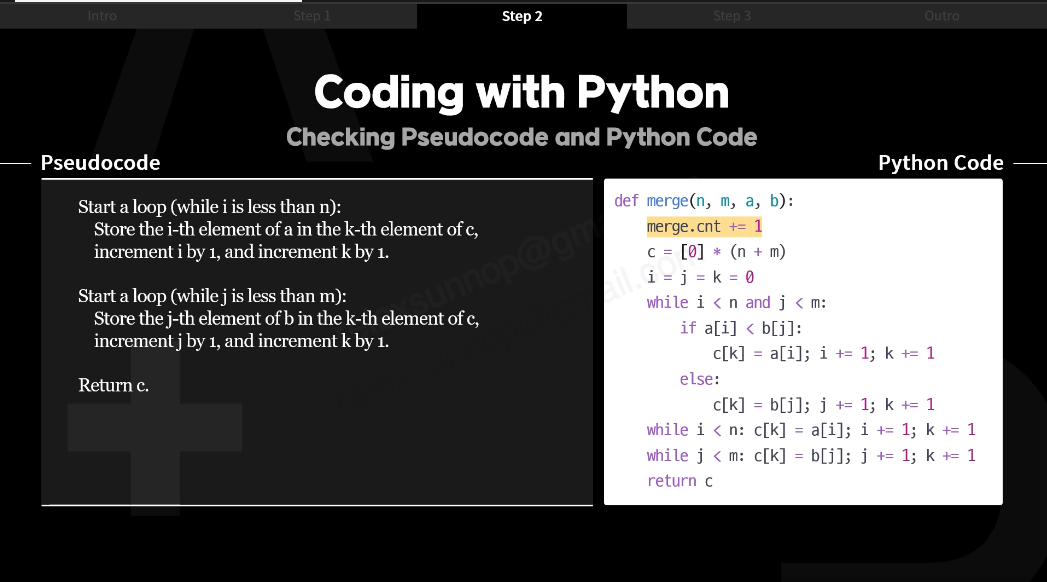 Intro
Step 1
Step 2
Step 3
Outro
Coding with Python
Checking Pseudocode and Python Code
Pseudocode
Start a loop (while i is less than n):
Store the i-th element of a in the k-th element of c,
increment i by 1, and increment k by 1.
Start a loop (while j is less than m):
Store the j-th element of b in the k-th element of c,
increment j by 1, and increment k by 1.
Return c.
Python Code
def merge(n, m, a, b):
merge.cnt += 1
c = [0] * (n + m)
i = j = k = 0
while i < n and j < m:
if a[i] < b[j]:
c[k] = a[i]; i += 1; k += 1
else:
c[k] = b[j]; j += 1; k += 1
while i < n: c[k] = a[i]; i += 1; k += 1
while j < m: c[k] = b[j]; j += 1; k += 1
return c